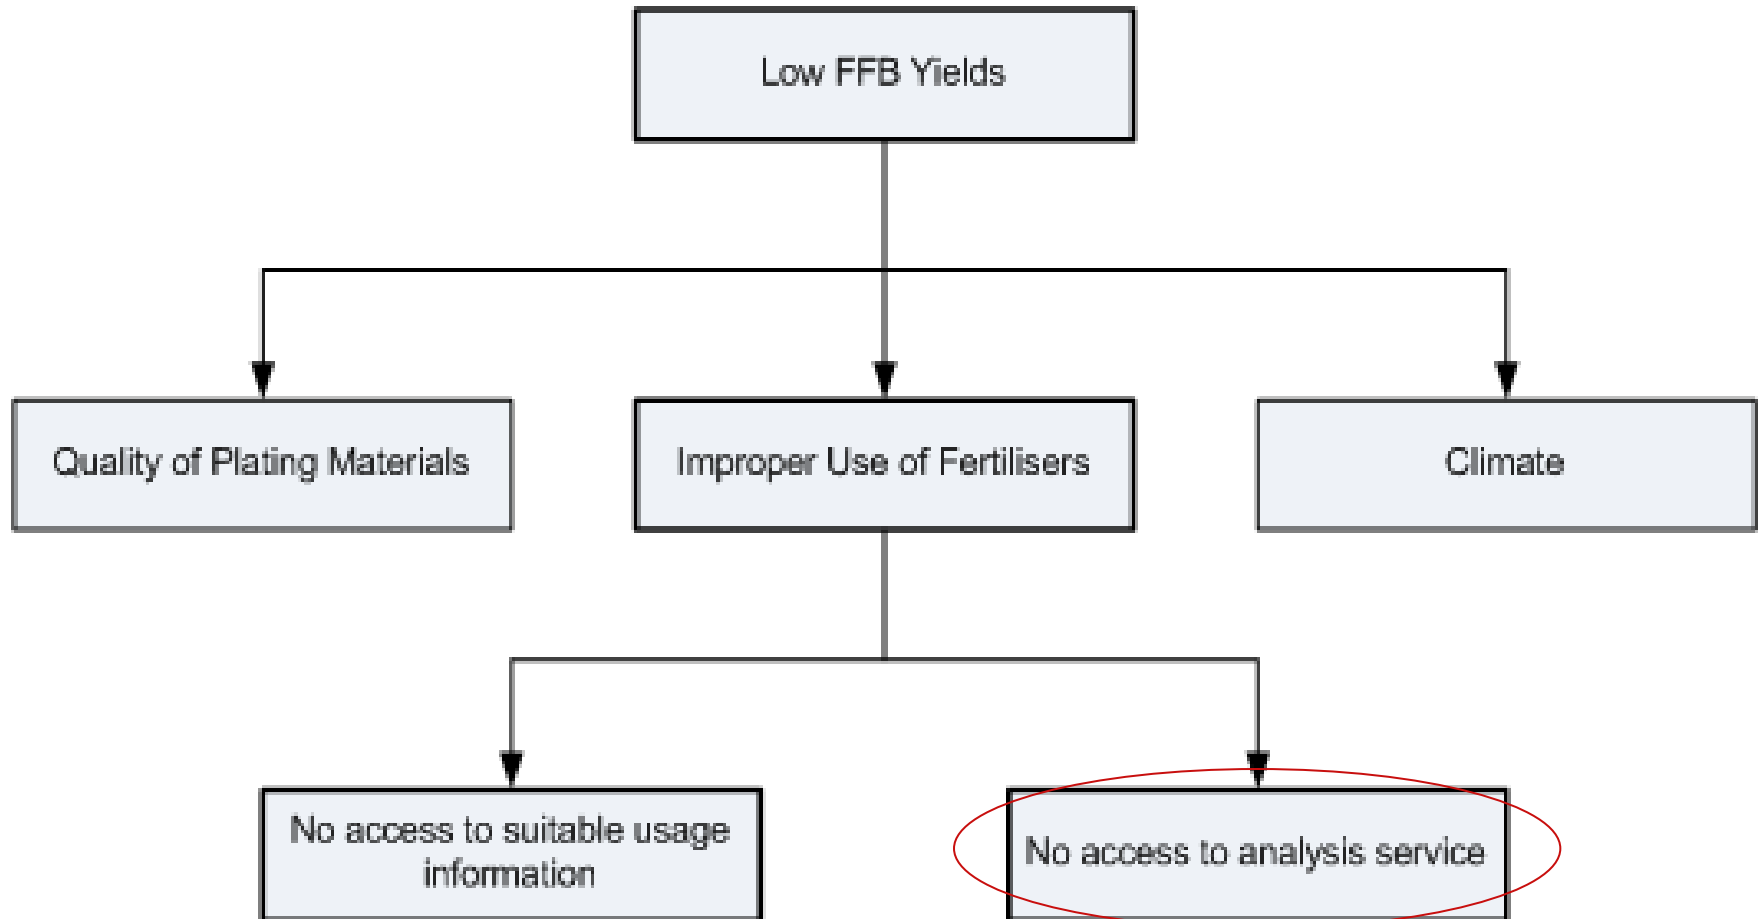 Low FFB Yields
Quality of Plating Materials
Improper Use of Fertilisers
Climate
No access to suitable usage
information
No access to analysis service